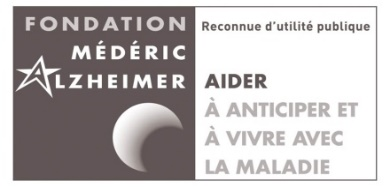 FONDATION
MÉDÉRIC
ALZHEIMER
Reconnue d'utilité publique
AIDER
À ANTICIPER ET
À VIVRE AVEC
LA MALADIE